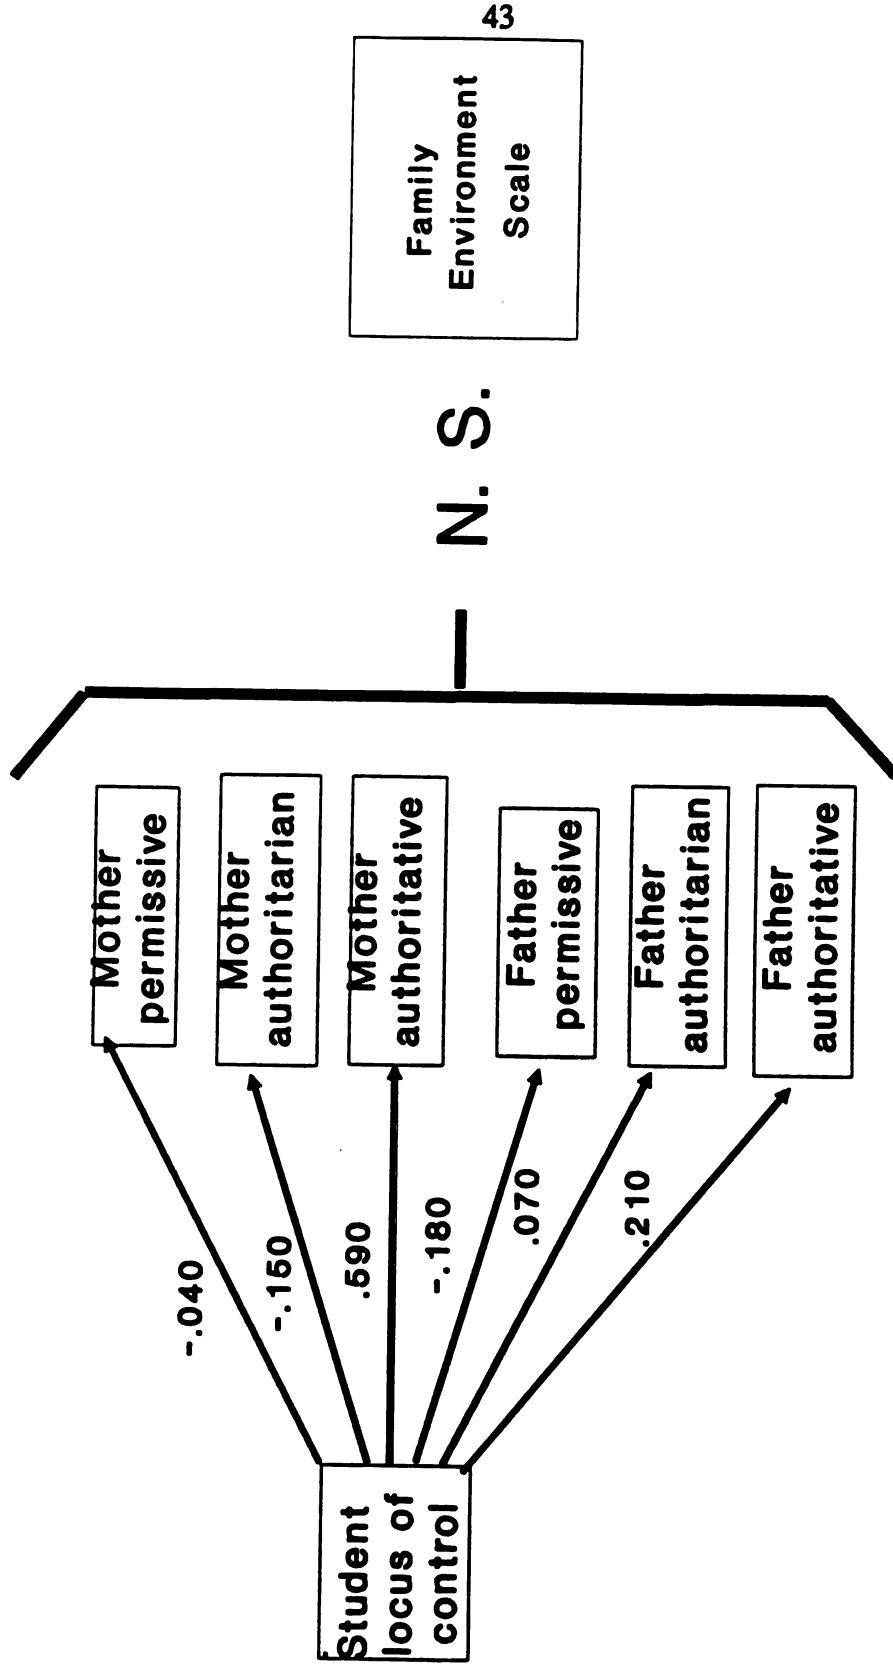 43
Student
locus of
control
-.040
-.150
.590
-.180
.070
.210
Mother
permissive
Mother
authoritarian
Mother
authoritative
Father
permissive
Father
authoritarian
Father
authoritative
N. S.
Family
Environment
Scale